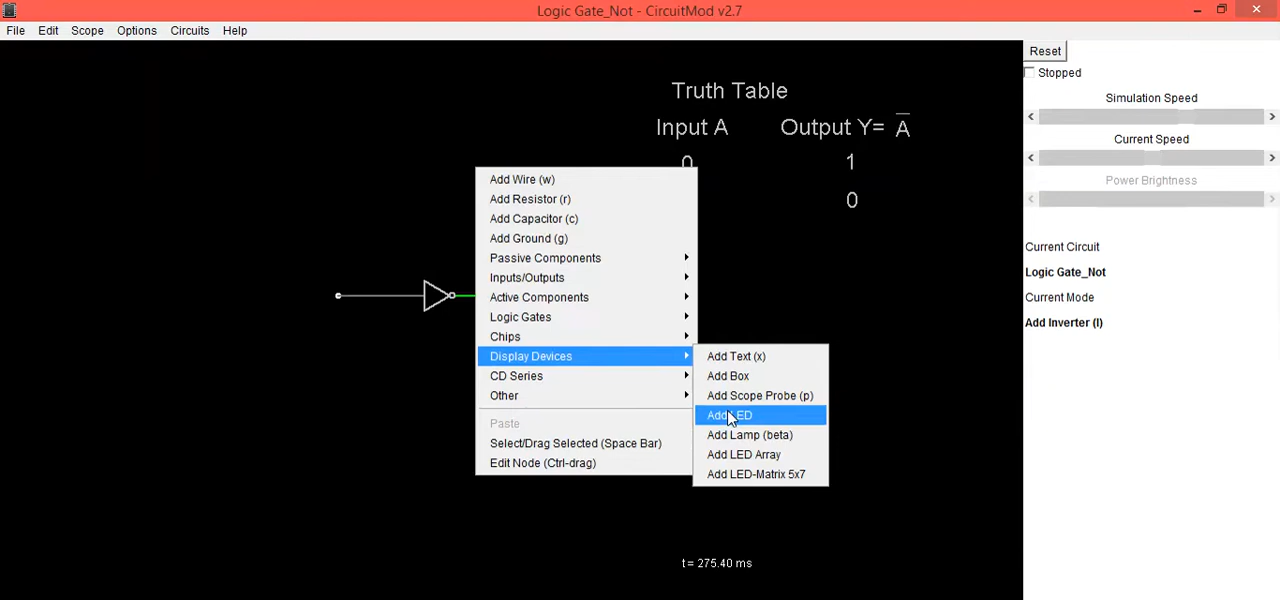 Logic Gate_Not - CircuitMod v2.7
File Edit Scope Options Circuits Help
Reset
Stopped
Simulation Speed
Current Speed
Power Brightness
Current Circuit
Logic Gate_Not
Current Mode
Add Inverter (I)
Truth Table
Input A Output Y= A̅
0 1
0
Add Wire (w)
Add Resistor (r)
Add Capacitor (c)
Add Ground (g)
Passive Components
Inputs/Outputs
Active Components
Logic Gates
Chips
Display Devices
CD Series
Other
Paste
Select/Drag Selected (Space Bar)
Edit Node (Ctrl-drag)
Add Text (x)
Add Box
Add Scope Probe (p)
Add LED
Add Lamp (beta)
Add LED Array
Add LED-Matrix 5x7
t = 275.40 ms